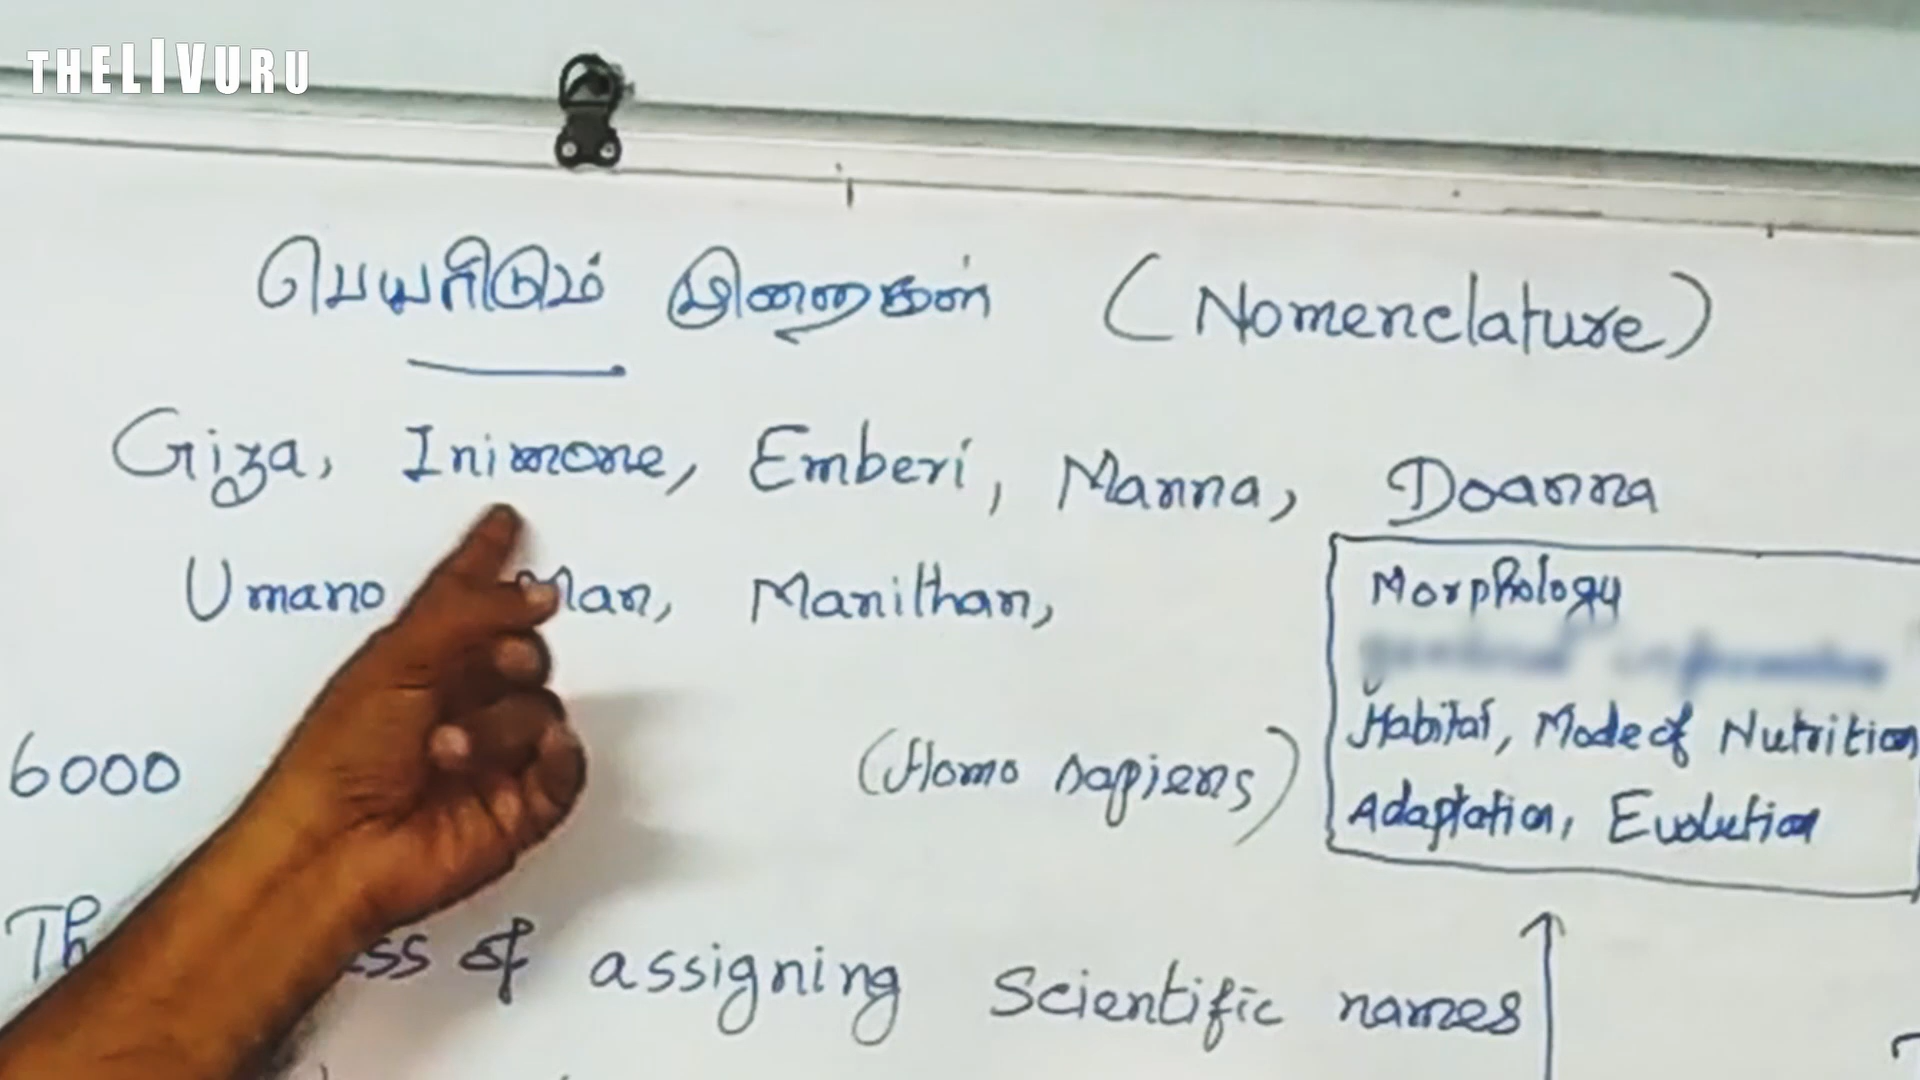 THELIVURU
பெயரிடும் முறைகள் (Nomenclature)
Giza, Inimone, Emberi, Manna, Doanna
Umano Man, Manithan,
6000 (Homo sapiens)
Morphology
Habitat, Mode of Nutrition
Adaptation, Evolution
of assigning Scientific names